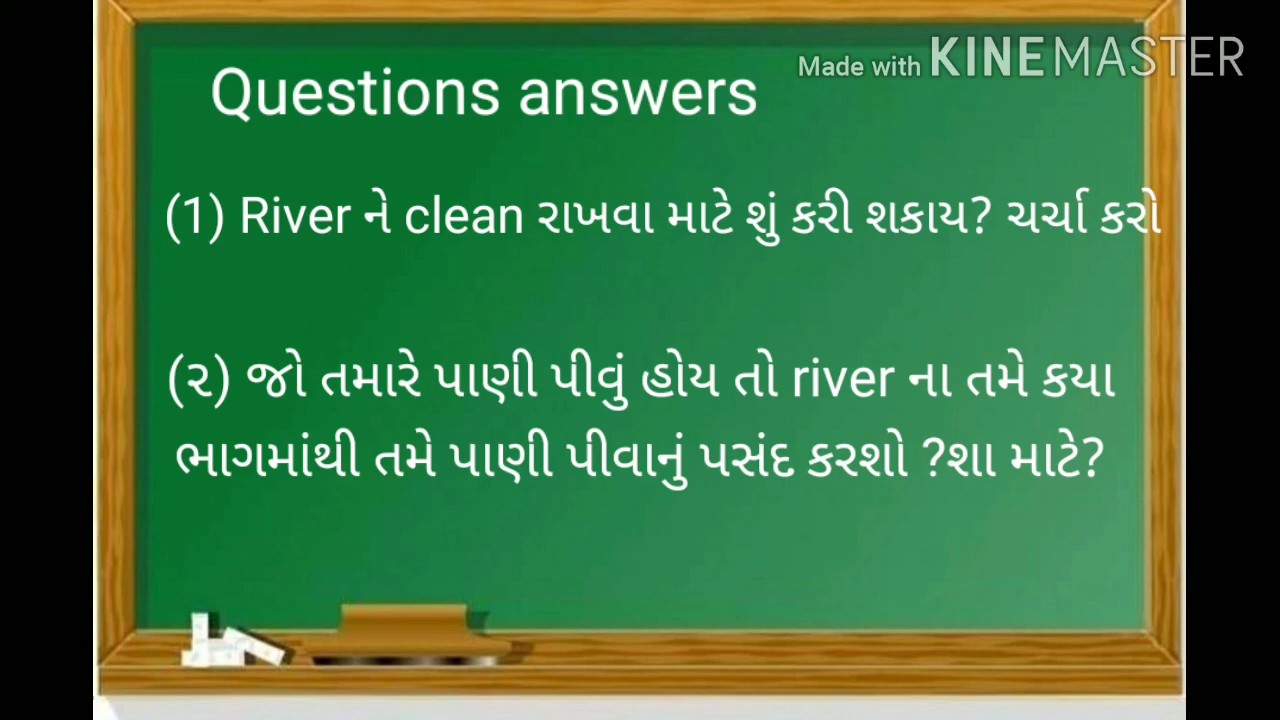 Made with KINEMASTER
Questions answers
(1) River ને clean રાખવા માટે શું કરી શકાય? ચર્ચા કરો
(૨) જો તમારે પાણી પીવું હોય તો river ના તમે કયા
ભાગમાંથી તમે પાણી પીવાનું પસંદ કરશો ?શા માટે?